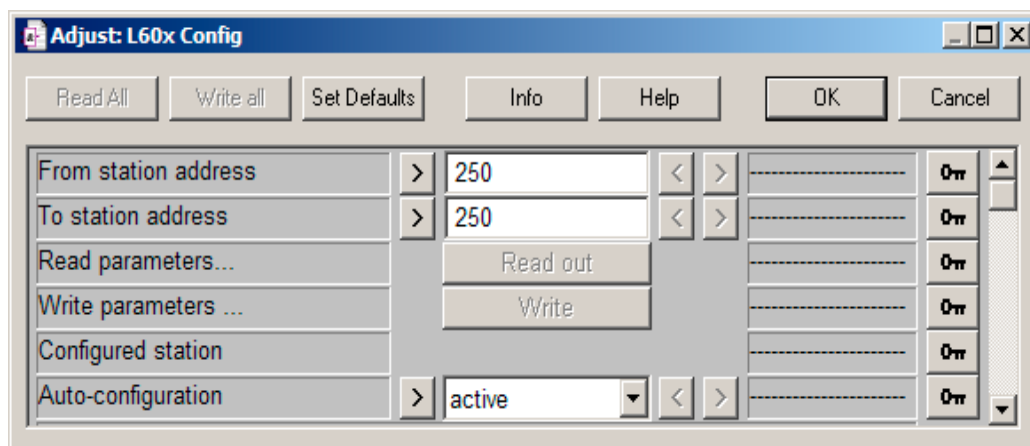 Adjust: L60x Config
Read All Write all Set Defaults Info Help OK Cancel
From station address > 250 < > ----------------------
To station address > 250 < > ----------------------
Read parameters... Read out ----------------------
Write parameters ... Write ----------------------
Configured station ----------------------
Auto-configuration > active < > ----------------------